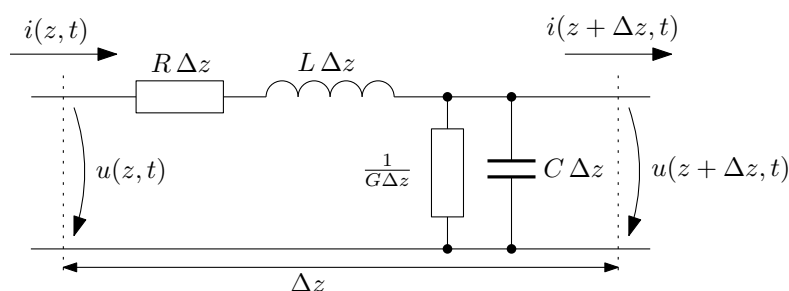 i(z, t)
i(z + Δz, t)
R Δz
L Δz
u(z, t)
1/GΔz
C Δz
u(z + Δz, t)
Δz